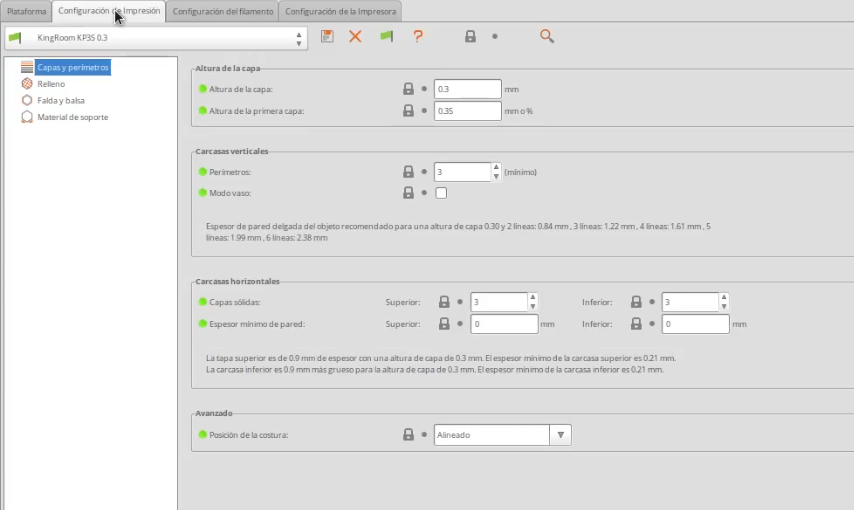 Plataforma Configuración de Impresión Configuración del filamento Configuración de la Impresora
KingRoom KP3S 0.3
Capas y perímetros
Relleno
Falda y balsa
Material de soporte
Altura de la capa
Altura de la capa: 0.3 mm
Altura de la primera capa: 0.35 mm o %
Carcasas verticales
Perímetros: 3 (mínimo)
Modo vaso:
Espesor de pared delgada del objeto recomendado para una altura de capa 0.30 y 2 líneas: 0.84 mm , 3 líneas: 1.22 mm , 4 líneas: 1.61 mm , 5
líneas: 1.99 mm , 6 líneas: 2.38 mm
Carcasas horizontales
Capas sólidas: Superior: 3 Inferior: 3
Espesor mínimo de pared: Superior: 0 mm Inferior: 0 mm
La tapa superior es de 0.9 mm de espesor con una altura de capa de 0.3 mm. El espesor mínimo de la carcasa superior es 0.21 mm.
La carcasa inferior es 0.9 mm más grueso para la altura de capa de 0.3 mm. El espesor mínimo de la carcasa inferior es 0.21 mm.
Avanzado
Posición de la costura: Alineado